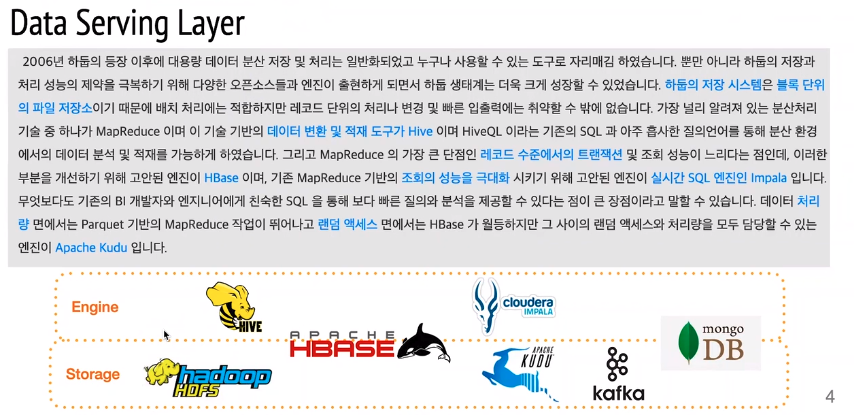 Data Serving Layer
2006년 하둡의 등장 이후에 대용량 데이터 분산 저장 및 처리는 일반화되었고 누구나 사용할 수 있는 도구로 자리매김 하였습니다. 뿐만 아니라 하둡의 저장과
처리 성능의 제약을 극복하기 위해 다양한 오픈소스들과 엔진이 출현하게 되면서 하둡 생태계는 더욱 크게 성장할 수 있었습니다. 하둡의 저장 시스템은 블록 단위
의 파일 저장소이기 때문에 배치 처리에는 적합하지만 레코드 단위의 처리나 변경 및 빠른 입출력에는 취약할 수 밖에 없습니다. 가장 널리 알려져 있는 분산처리
기술 중 하나가 MapReduce 이며 이 기술 기반의 데이터 변환 및 적재 도구가 Hive 이며 HiveQL 이라는 기존의 SQL 과 아주 흡사한 질의언어를 통해 분산 환경
에서의 데이터 분석 및 적재를 가능하게 하였습니다. 그리고 MapReduce 의 가장 큰 단점인 레코드 수준에서의 트랜잭션 및 조회 성능이 느리다는 점인데, 이러한
부분을 개선하기 위해 고안된 엔진이 HBase 이며, 기존 MapReduce 기반의 조회의 성능을 극대화 시키기 위해 고안된 엔진이 실시간 SQL 엔진인 Impala 입니다.
무엇보다도 기존의 BI 개발자와 엔지니어에게 친숙한 SQL 을 통해 보다 빠른 질의와 분석을 제공할 수 있다는 점이 큰 장점이라고 말할 수 있습니다. 데이터 처리
량 면에서는 Parquet 기반의 MapReduce 작업이 뛰어나고 랜덤 액세스 면에서는 HBase 가 월등하지만 그 사이의 랜덤 액세스와 처리량을 모두 담당할 수 있는
엔진이 Apache Kudu 입니다.
Engine
HIVE
cloudera
IMPALA
APACHE
HBASE
mongo
DB
Storage
hadoop
HDFS
APACHE
KUDU
kafka
4